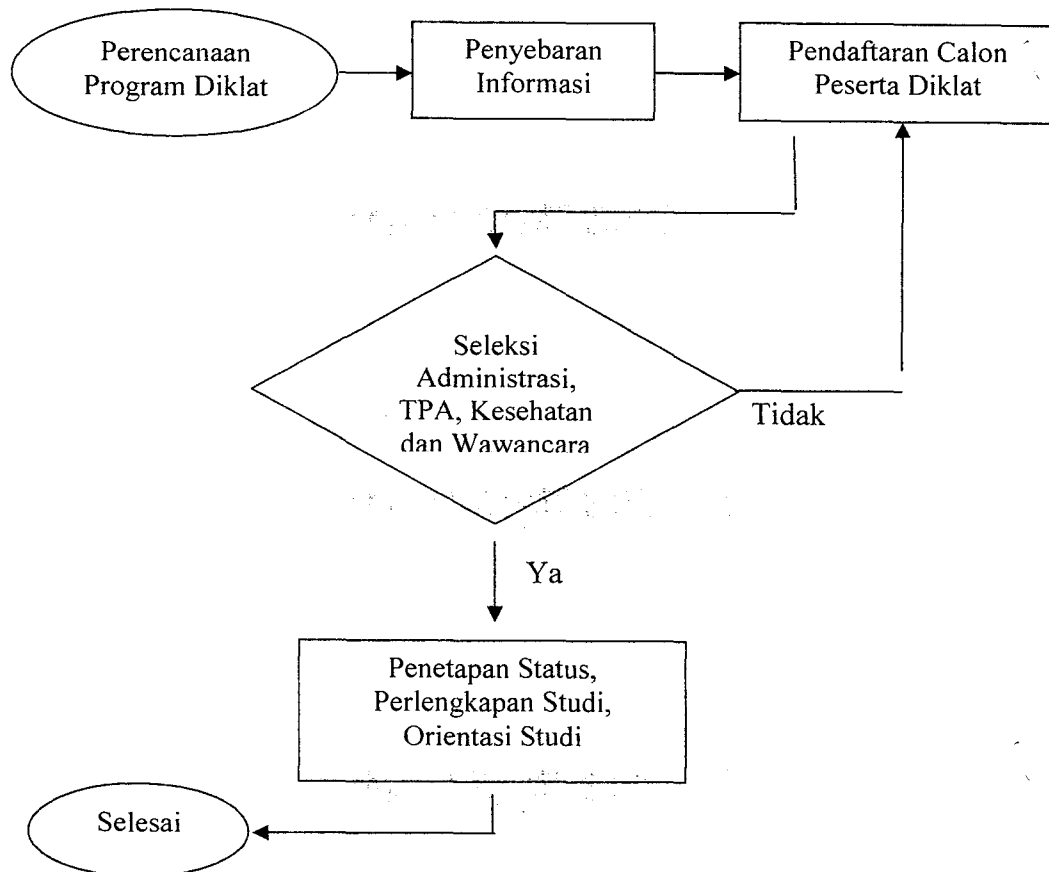 Perencanaan
Program Diklat
Penyebaran
Informasi
Pendaftaran Calon
Peserta Diklat
Seleksi
Administrasi,
TPA, Kesehatan
dan Wawancara
Tidak
Ya
Penetapan Status,
Perlengkapan Studi,
Orientasi Studi
Selesai